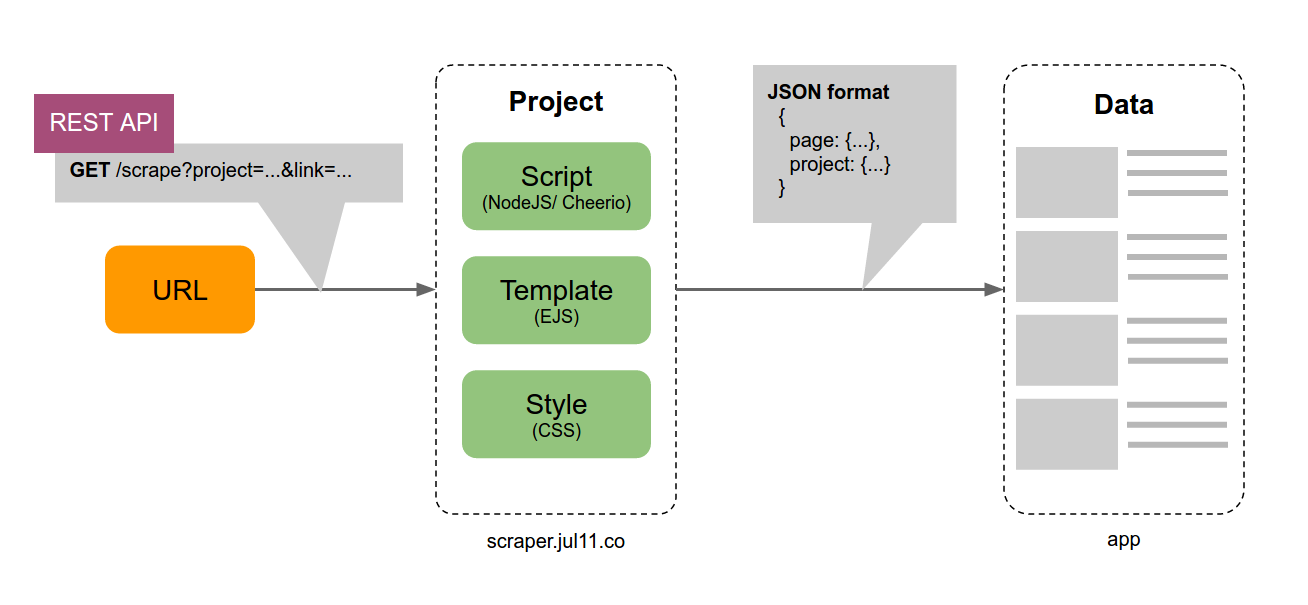 REST API
GET /scrape?project=...&link=...
URL
Project
Script
(NodeJS/ Cheerio)
Template
(EJS)
Style
(CSS)
scraper.jul11.co
JSON format
{
page: {...},
project: {...}
}
Data
app